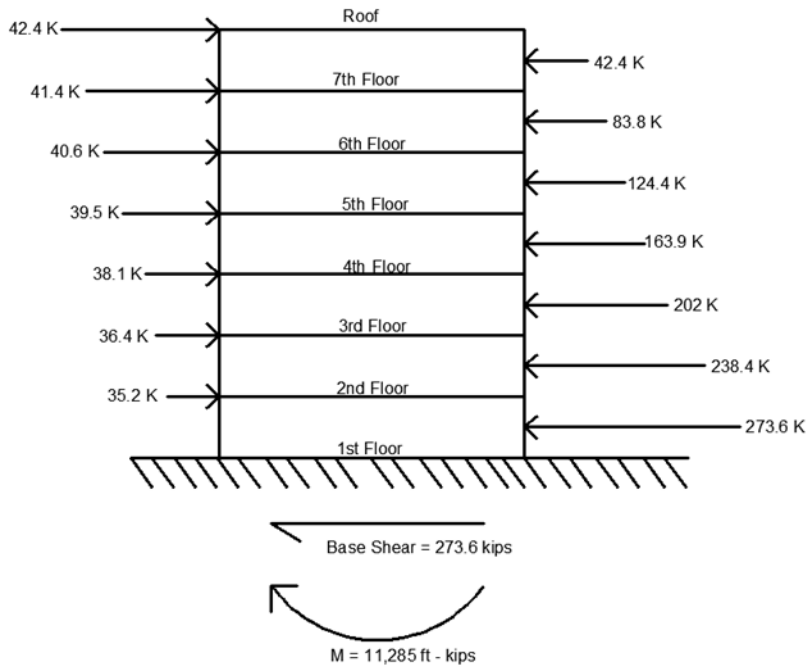 Roof
42.4 K
42.4 K
7th Floor
41.4 K
83.8 K
6th Floor
40.6 K
124.4 K
5th Floor
39.5 K
163.9 K
4th Floor
38.1 K
202 K
3rd Floor
36.4 K
238.4 K
2nd Floor
35.2 K
273.6 K
1st Floor
Base Shear = 273.6 kips
M = 11,285 ft - kips